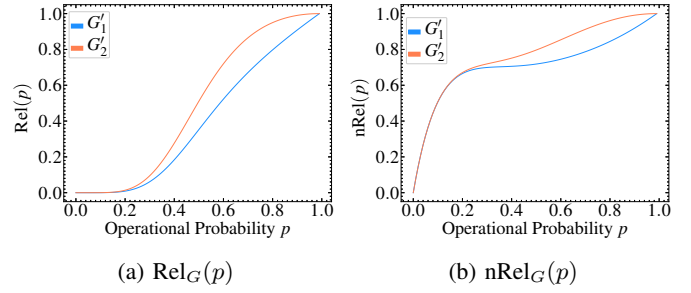 G′₁
G′₂
Rel(p)
1.0
0.8
0.6
0.4
0.2
0.0
0.0 0.2 0.4 0.6 0.8 1.0
Operational Probability p
(a) Rel_G(p)
G′₁
G′₂
nRel(p)
1.0
0.8
0.6
0.4
0.2
0.0
0.0 0.2 0.4 0.6 0.8 1.0
Operational Probability p
(b) nRel_G(p)